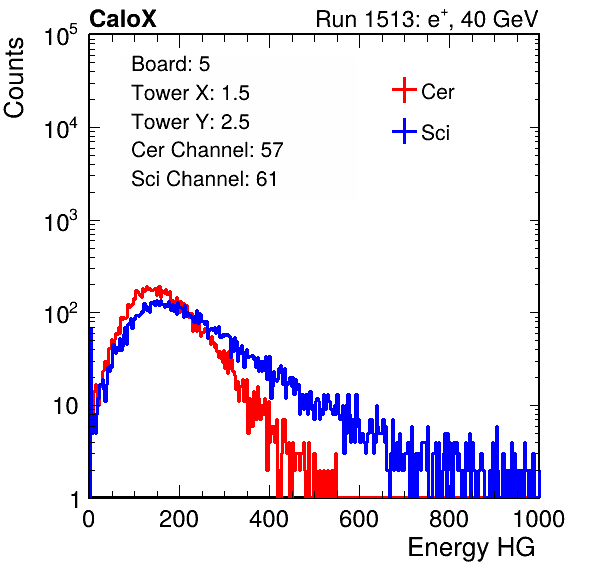 CaloX Run 1513: e⁺, 40 GeV
Counts
Board: 5
Tower X: 1.5
Tower Y: 2.5
Cer Channel: 57
Sci Channel: 61
Cer
Sci
10⁵
10⁴
10³
10²
10
1
0 200 400 600 800 1000
Energy HG